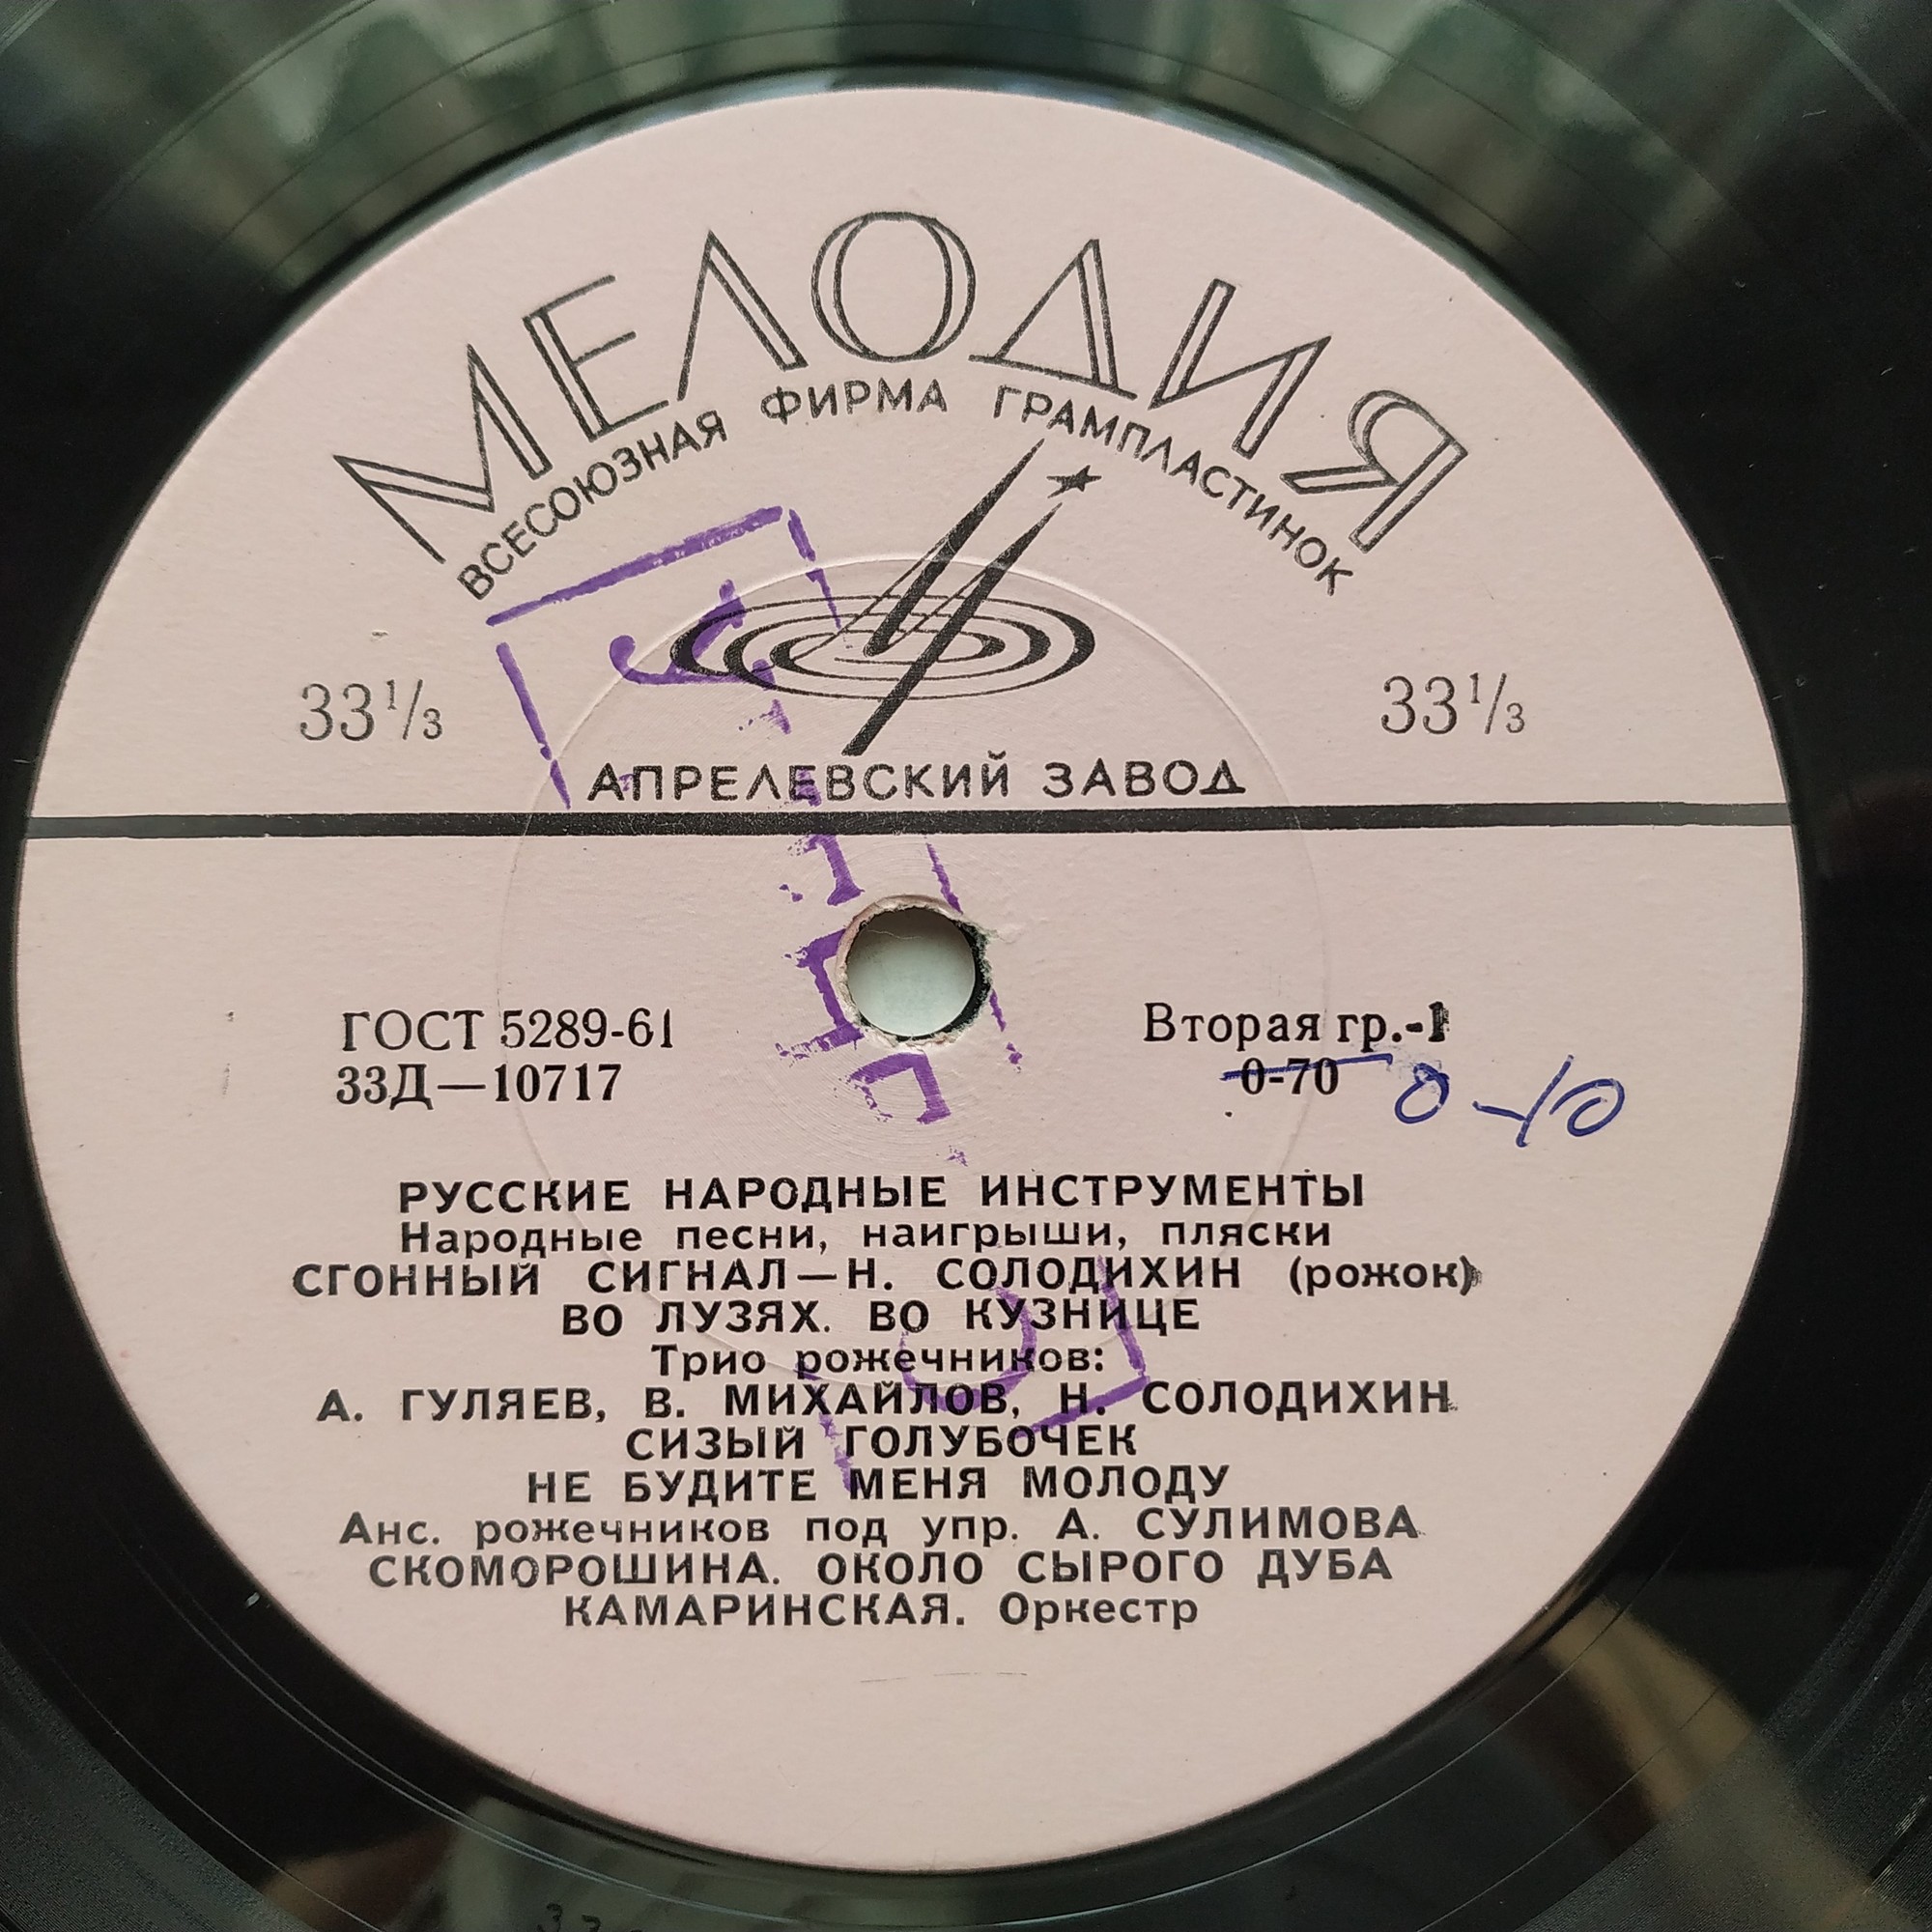 МЕЛОДИЯ
ВСЕСОЮЗНАЯ ФИРМА ГРАМПЛАСТИНОК
33⅓ 33⅓
АПРЕЛЕВСКИЙ ЗАВОД
ГОСТ 5289-61 Вторая гр.-1
33Д—10717 0-70 0-10
РУССКИЕ НАРОДНЫЕ ИНСТРУМЕНТЫ
Народные песни, наигрыши, пляски
СГОННЫЙ СИГНАЛ—Н. СОЛОДИХИН (рожок)
ВО ЛУЗЯХ. ВО КУЗНИЦЕ
Трио рожечников:
А. ГУЛЯЕВ, В. МИХАЙЛОВ, Н. СОЛОДИХИН
СИЗЫЙ ГОЛУБОЧЕК
НЕ БУДИТЕ МЕНЯ МОЛОДУ
Анс. рожечников под упр. А. СУЛИМОВА
СКОМОРОШИНА. ОКОЛО СЫРОГО ДУБА
КАМАРИНСКАЯ. Оркестр